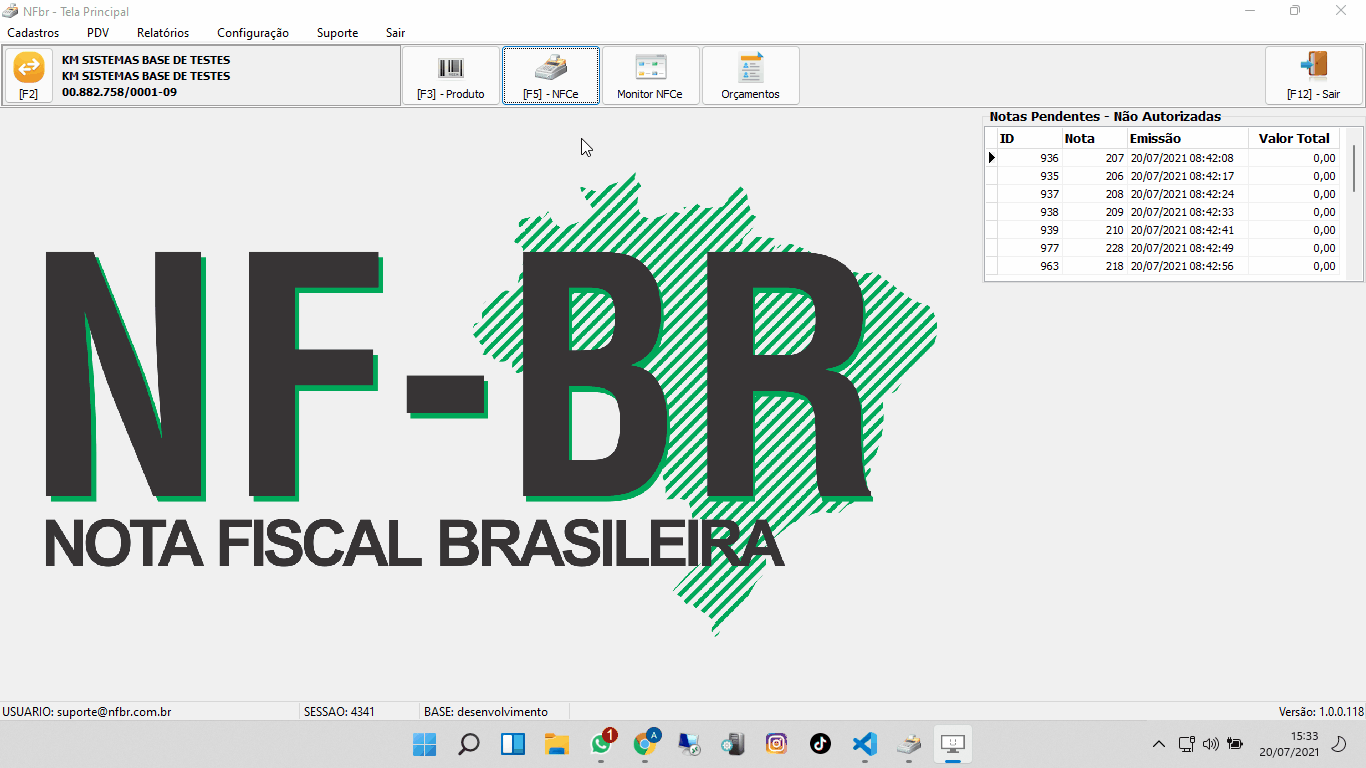 NFbr - Tela Principal
Cadastros PDV Relatórios Configuração Suporte Sair
[F2]
KM SISTEMAS BASE DE TESTES
KM SISTEMAS BASE DE TESTES
00.882.758/0001-09
[F3] - Produto
[F5] - NFCe
Monitor NFCe
Orçamentos
[F12] - Sair
Notas Pendentes - Não Autorizadas
ID Nota Emissão Valor Total
936 207 20/07/2021 08:42:08 0,00
935 206 20/07/2021 08:42:17 0,00
937 208 20/07/2021 08:42:24 0,00
938 209 20/07/2021 08:42:33 0,00
939 210 20/07/2021 08:42:41 0,00
977 228 20/07/2021 08:42:49 0,00
963 218 20/07/2021 08:42:56 0,00
NF-BR
NOTA FISCAL BRASILEIRA
USUARIO: suporte@nfbr.com.br SESSAO: 4341 BASE: desenvolvimento Versão: 1.0.0.118
1
A
15:33
20/07/2021